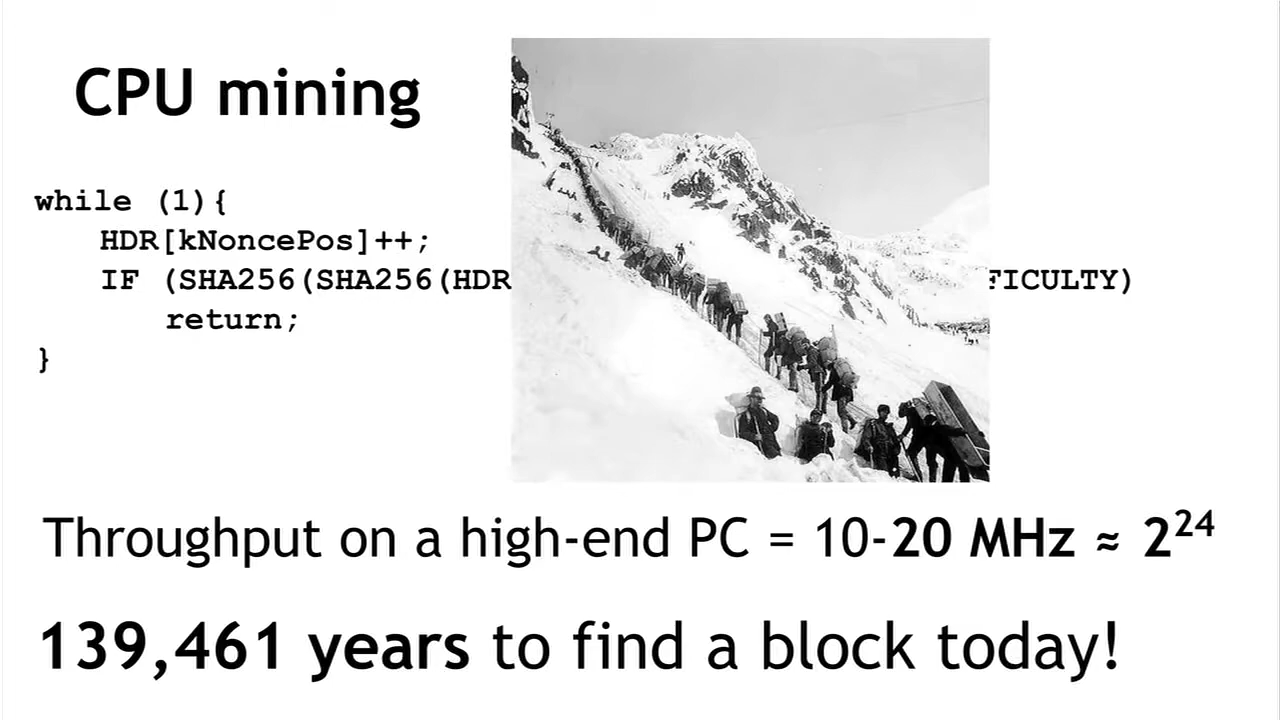 CPU mining
while (1){
HDR[kNoncePos]++;
IF (SHA256(SHA256(HDR FICULTY)
return;
}
Throughput on a high-end PC = 10-20 MHz ≈ 2²⁴
139,461 years to find a block today!